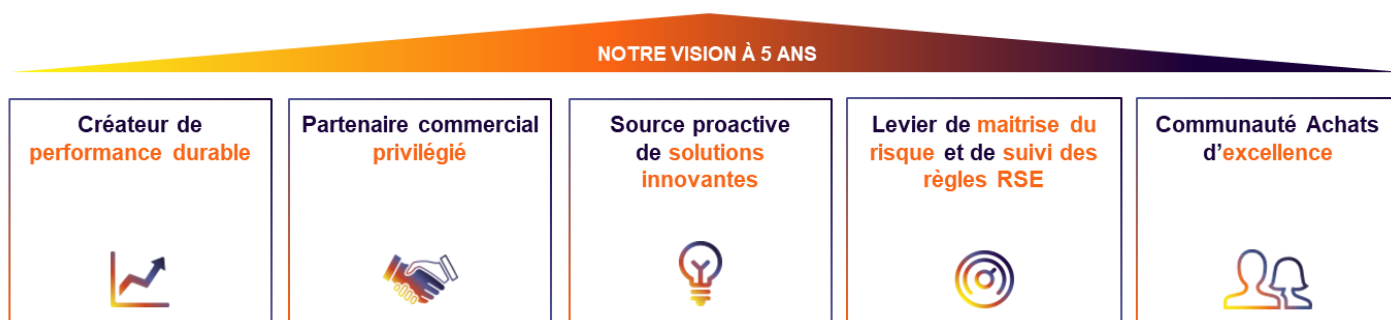 NOTRE VISION À 5 ANS
Créateur de
performance durable
Partenaire commercial
privilégié
Source proactive
de solutions
innovantes
Levier de maitrise du
risque et de suivi des
règles RSE
Communauté Achats
d’excellence